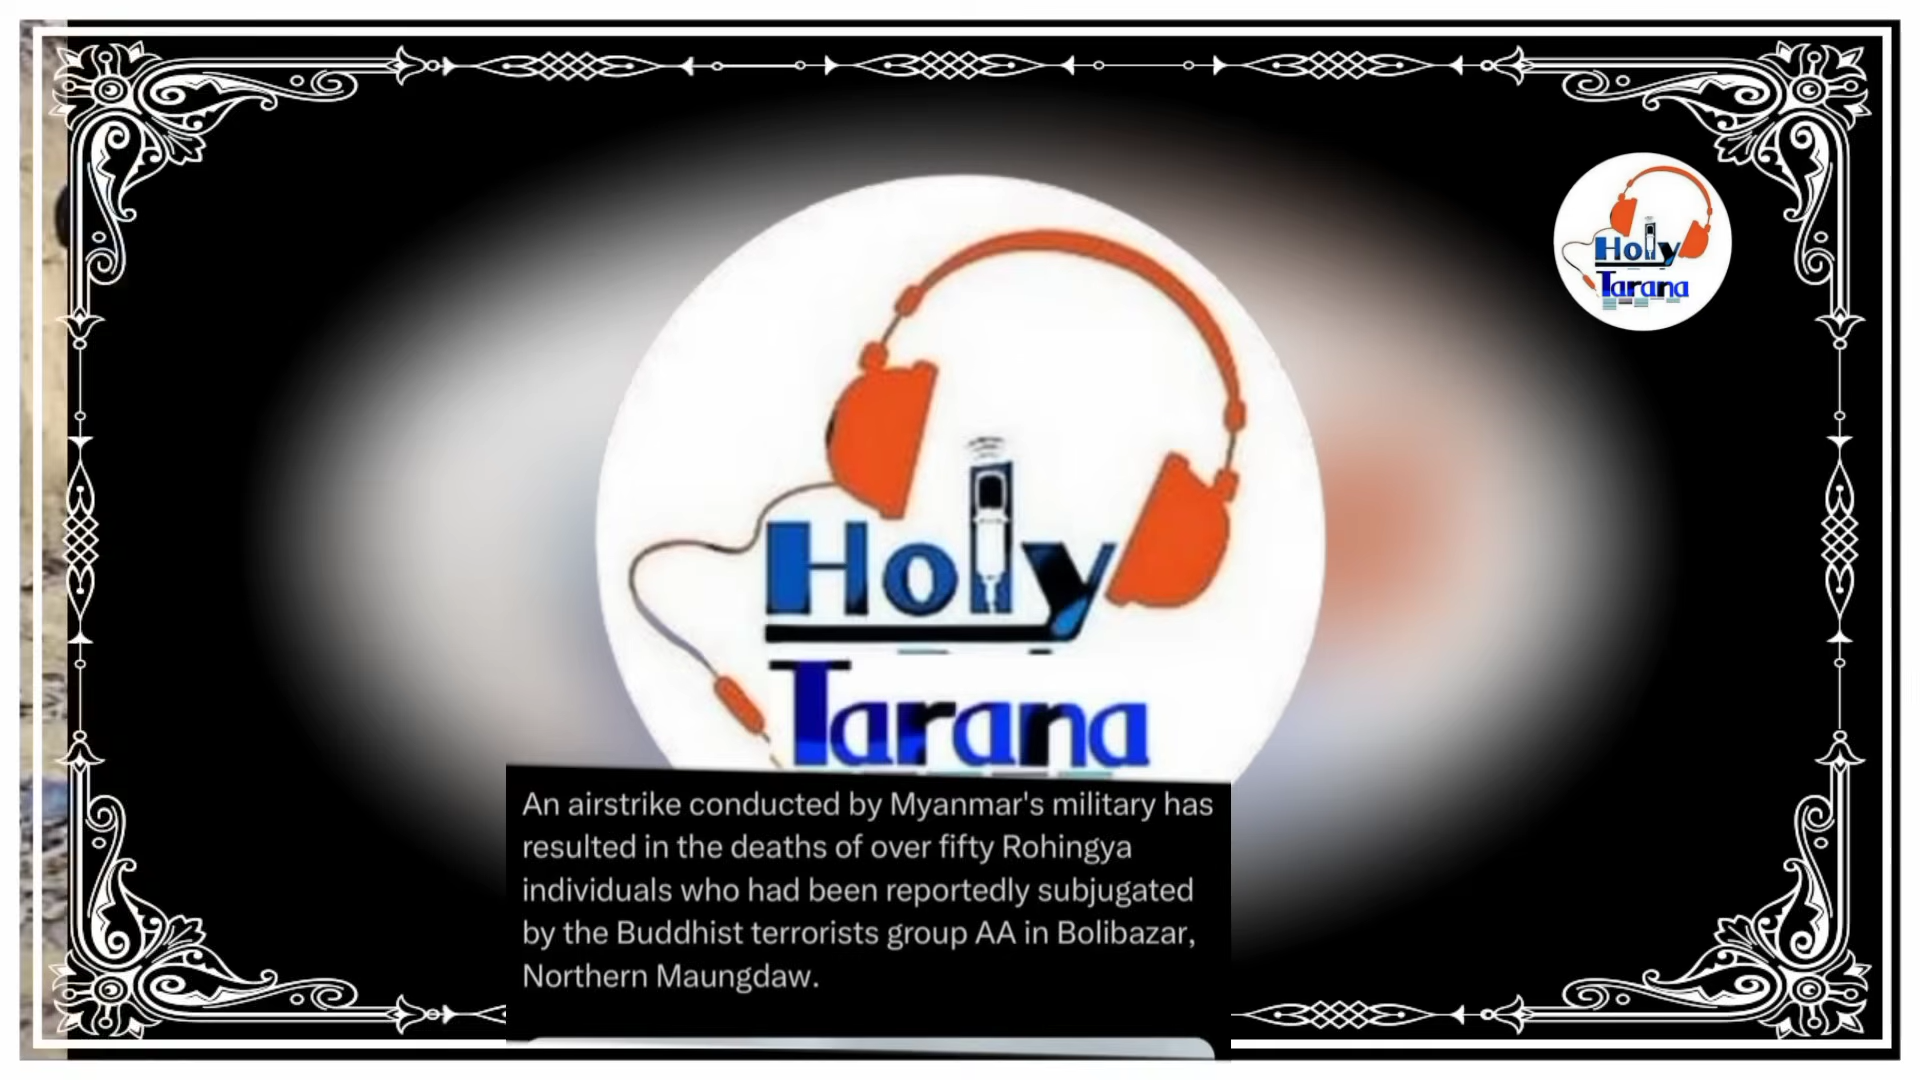 Holy
Tarana
Holy
Tarana
An airstrike conducted by Myanmar's military has
resulted in the deaths of over fifty Rohingya
individuals who had been reportedly subjugated
by the Buddhist terrorists group AA in Bolibazar,
Northern Maungdaw.